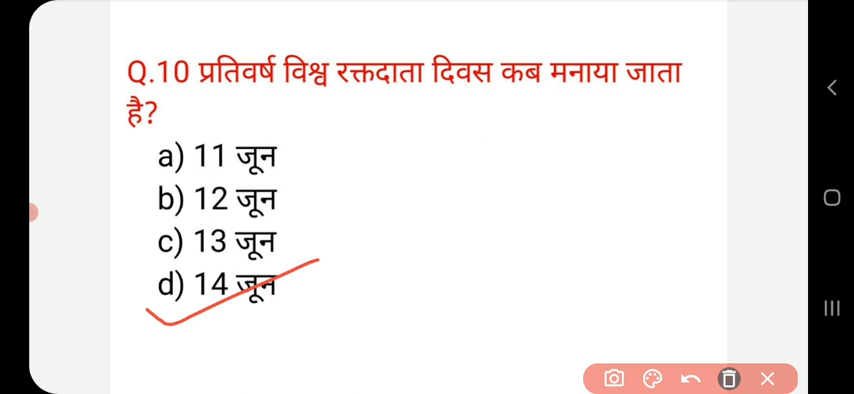 Q.10 प्रतिवर्ष विश्व रक्तदाता दिवस कब मनाया जाता
है?
a) 11 जून
b) 12 जून
c) 13 जून
d) 14 जून